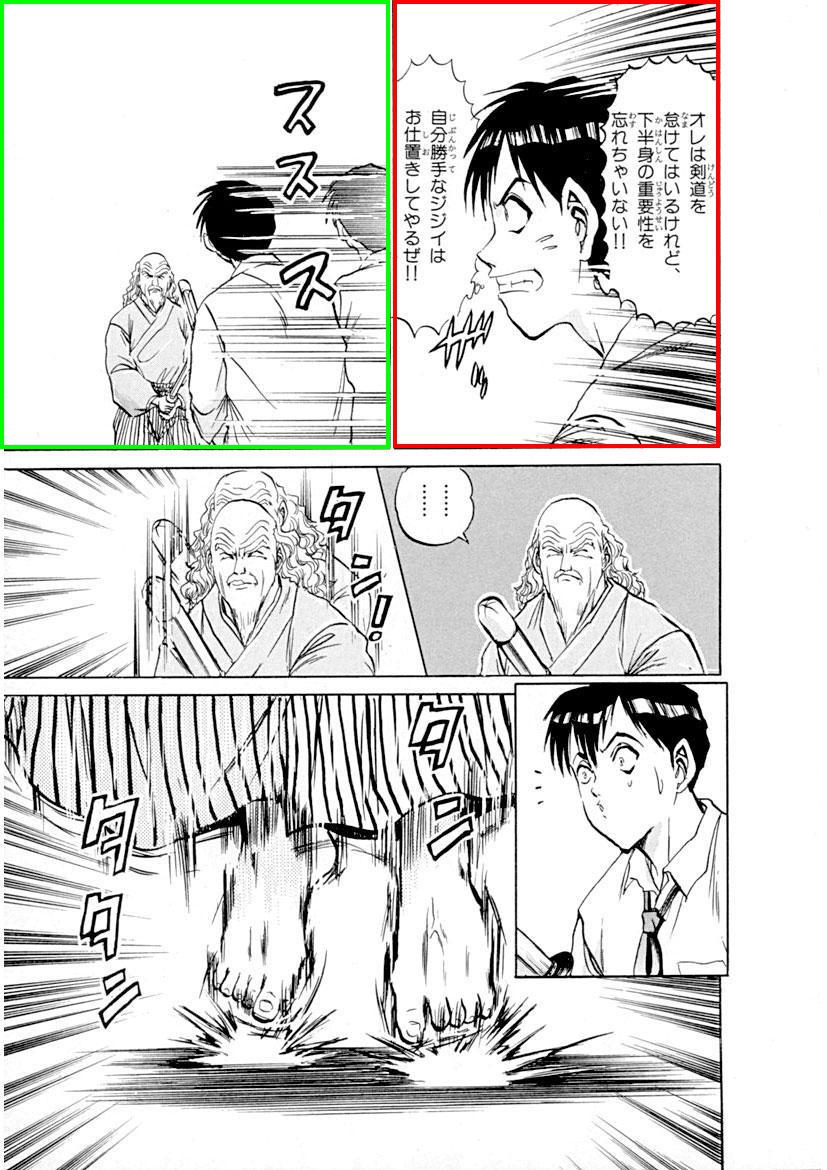 オレは剣道を
怠けてはいるけれど、
下半身の重要性を
忘れちゃいない!!
自分勝手なジジイは
お仕置きしてやるぜ!!
ススス
……
……
タン!
タン
タタン